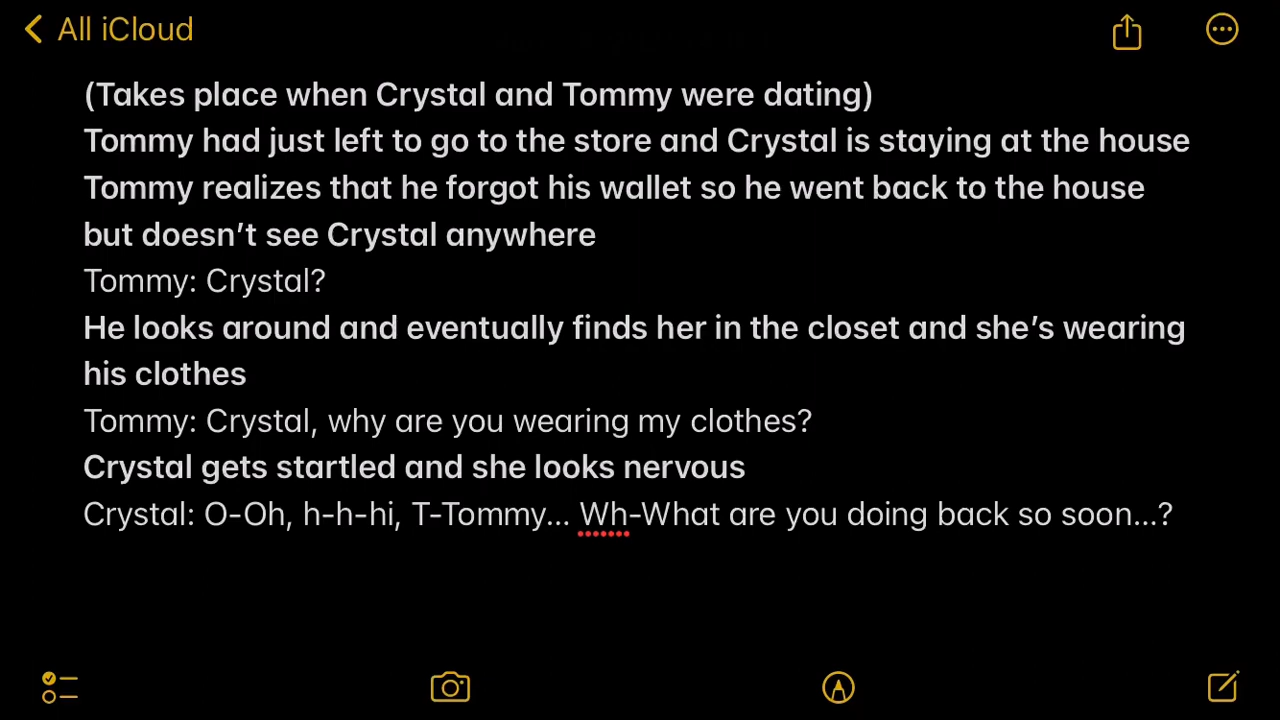 All iCloud
(Takes place when Crystal and Tommy were dating)
Tommy had just left to go to the store and Crystal is staying at the house
Tommy realizes that he forgot his wallet so he went back to the house
but doesn’t see Crystal anywhere
Tommy: Crystal?
He looks around and eventually finds her in the closet and she’s wearing
his clothes
Tommy: Crystal, why are you wearing my clothes?
Crystal gets startled and she looks nervous
Crystal: O-Oh, h-h-hi, T-Tommy… Wh-What are you doing back so soon…?